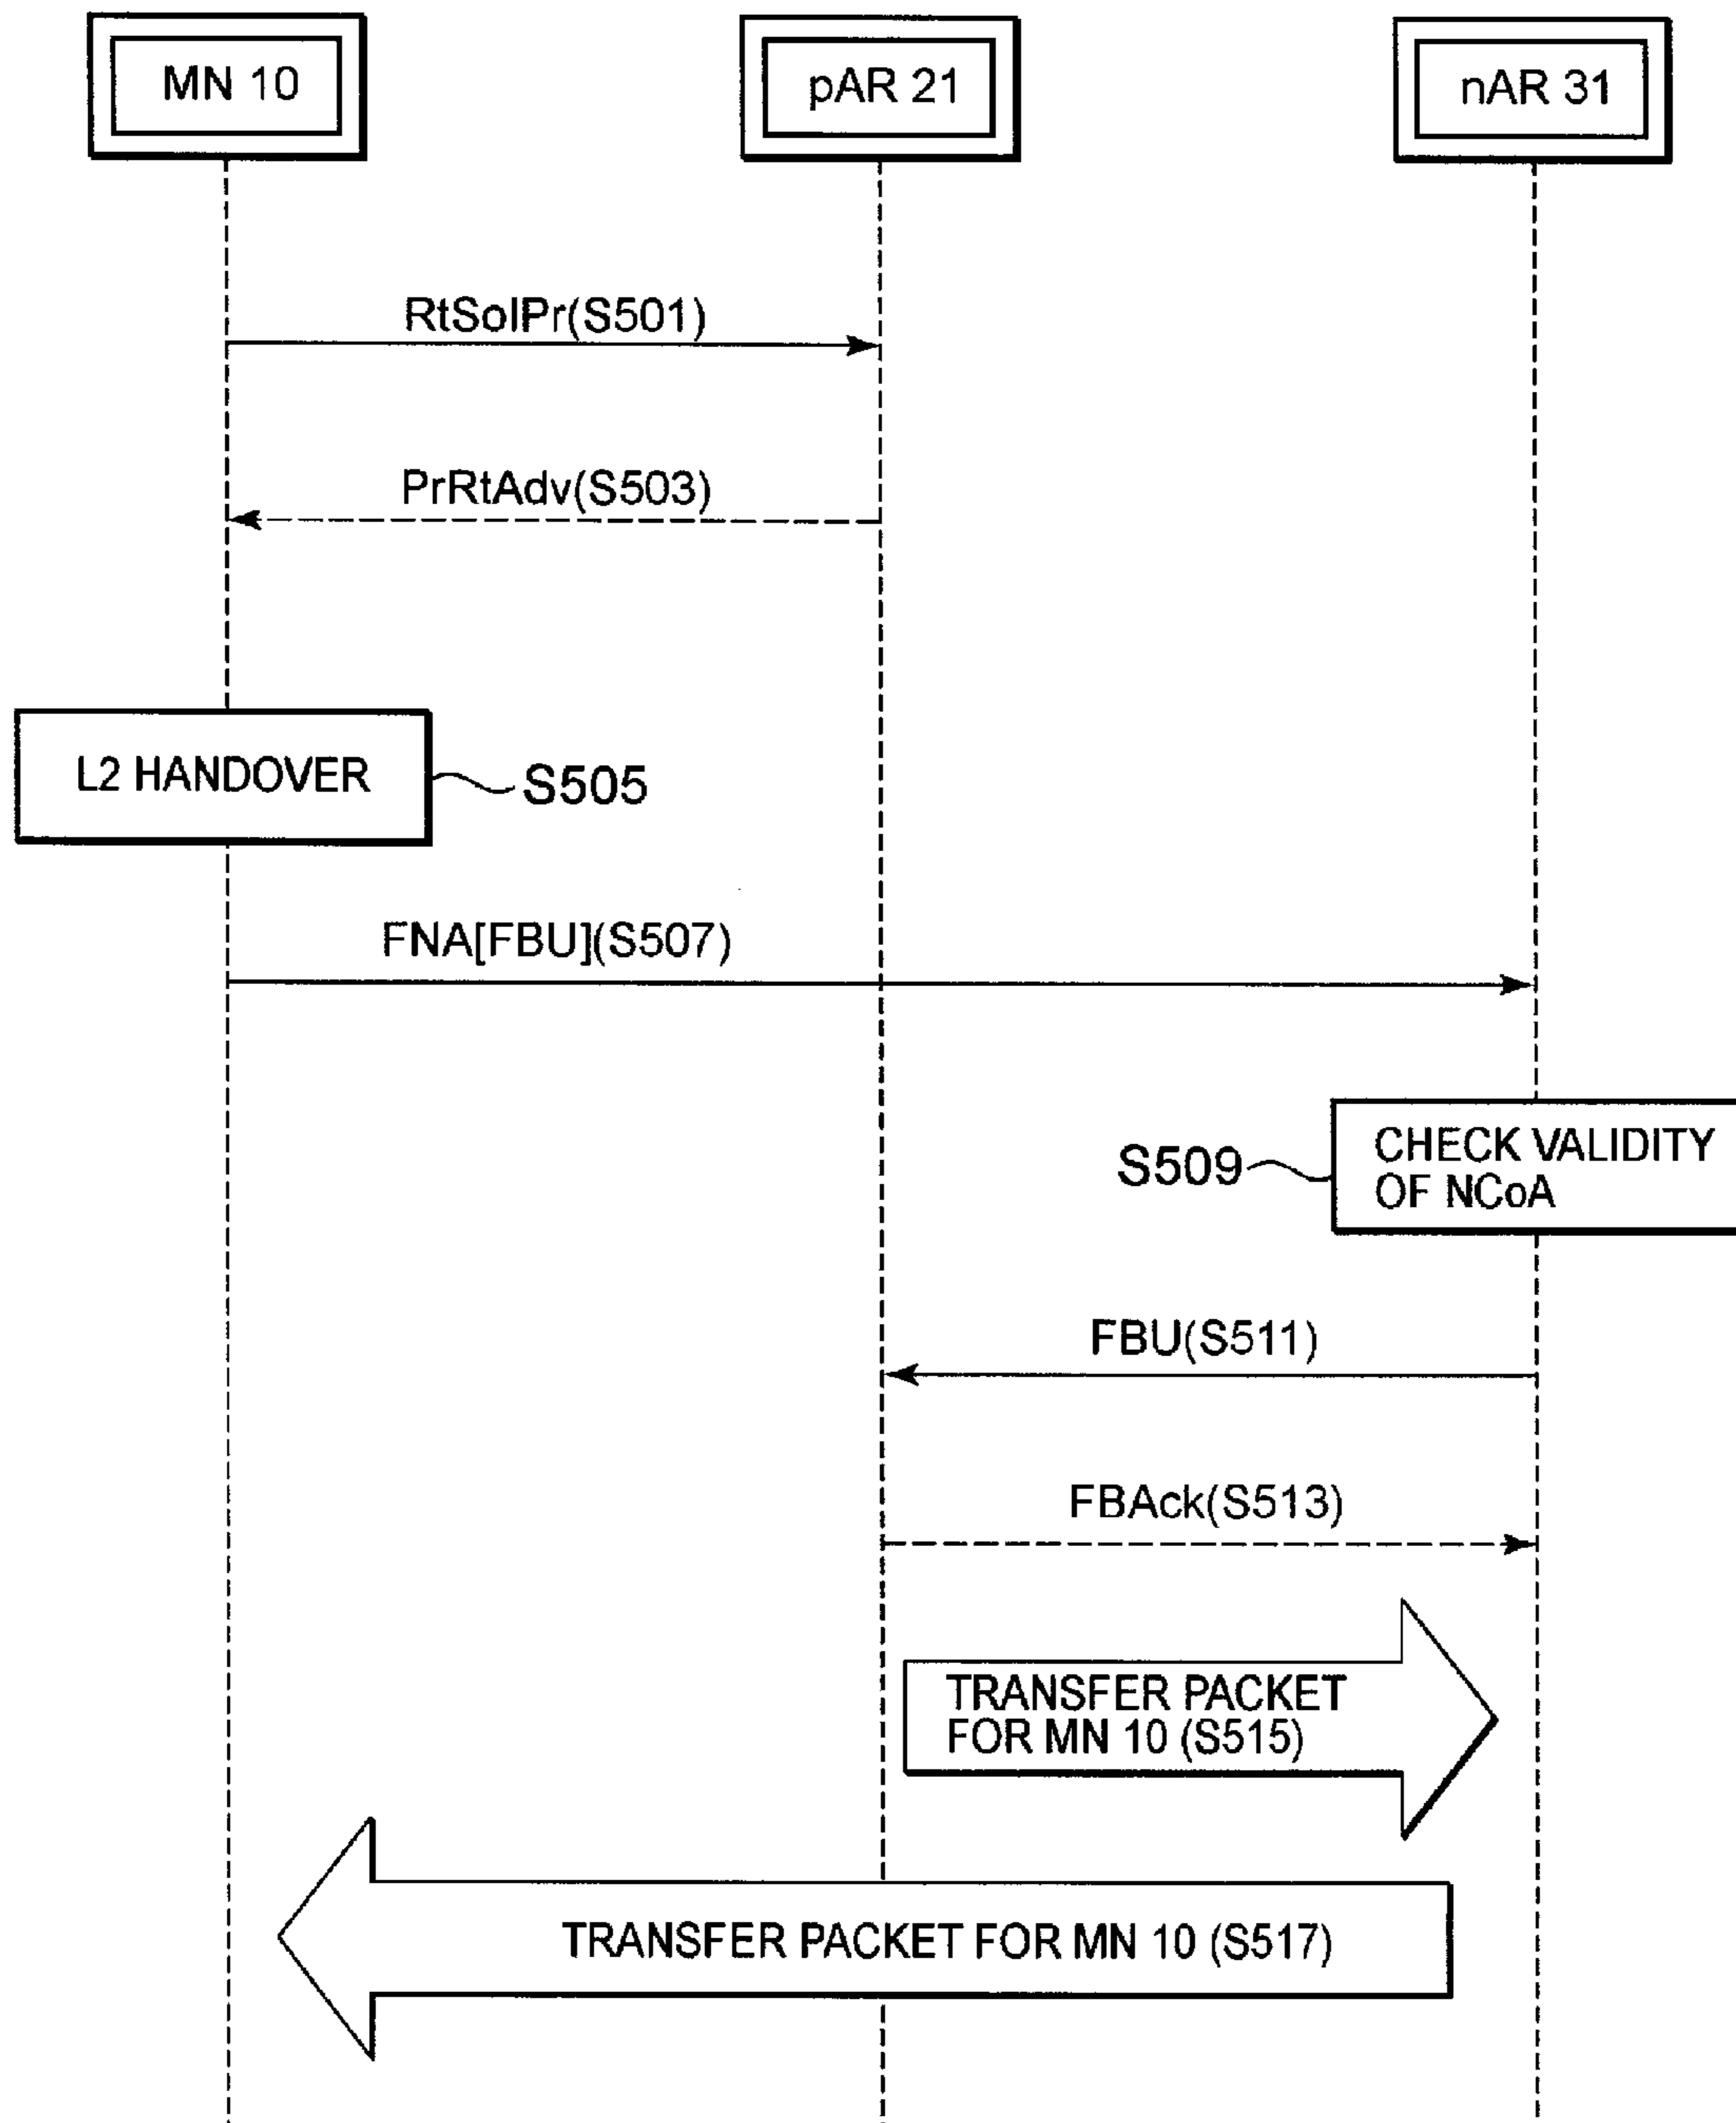 MN 10
pAR 21
nAR 31
RtSolPr(S501)
PrRtAdv(S503)
L2 HANDOVER
S505
FNA[FBU](S507)
S509
CHECK VALIDITY
OF NCoA
FBU(S511)
FBAck(S513)
TRANSFER PACKET
FOR MN 10 (S515)
TRANSFER PACKET FOR MN 10 (S517)